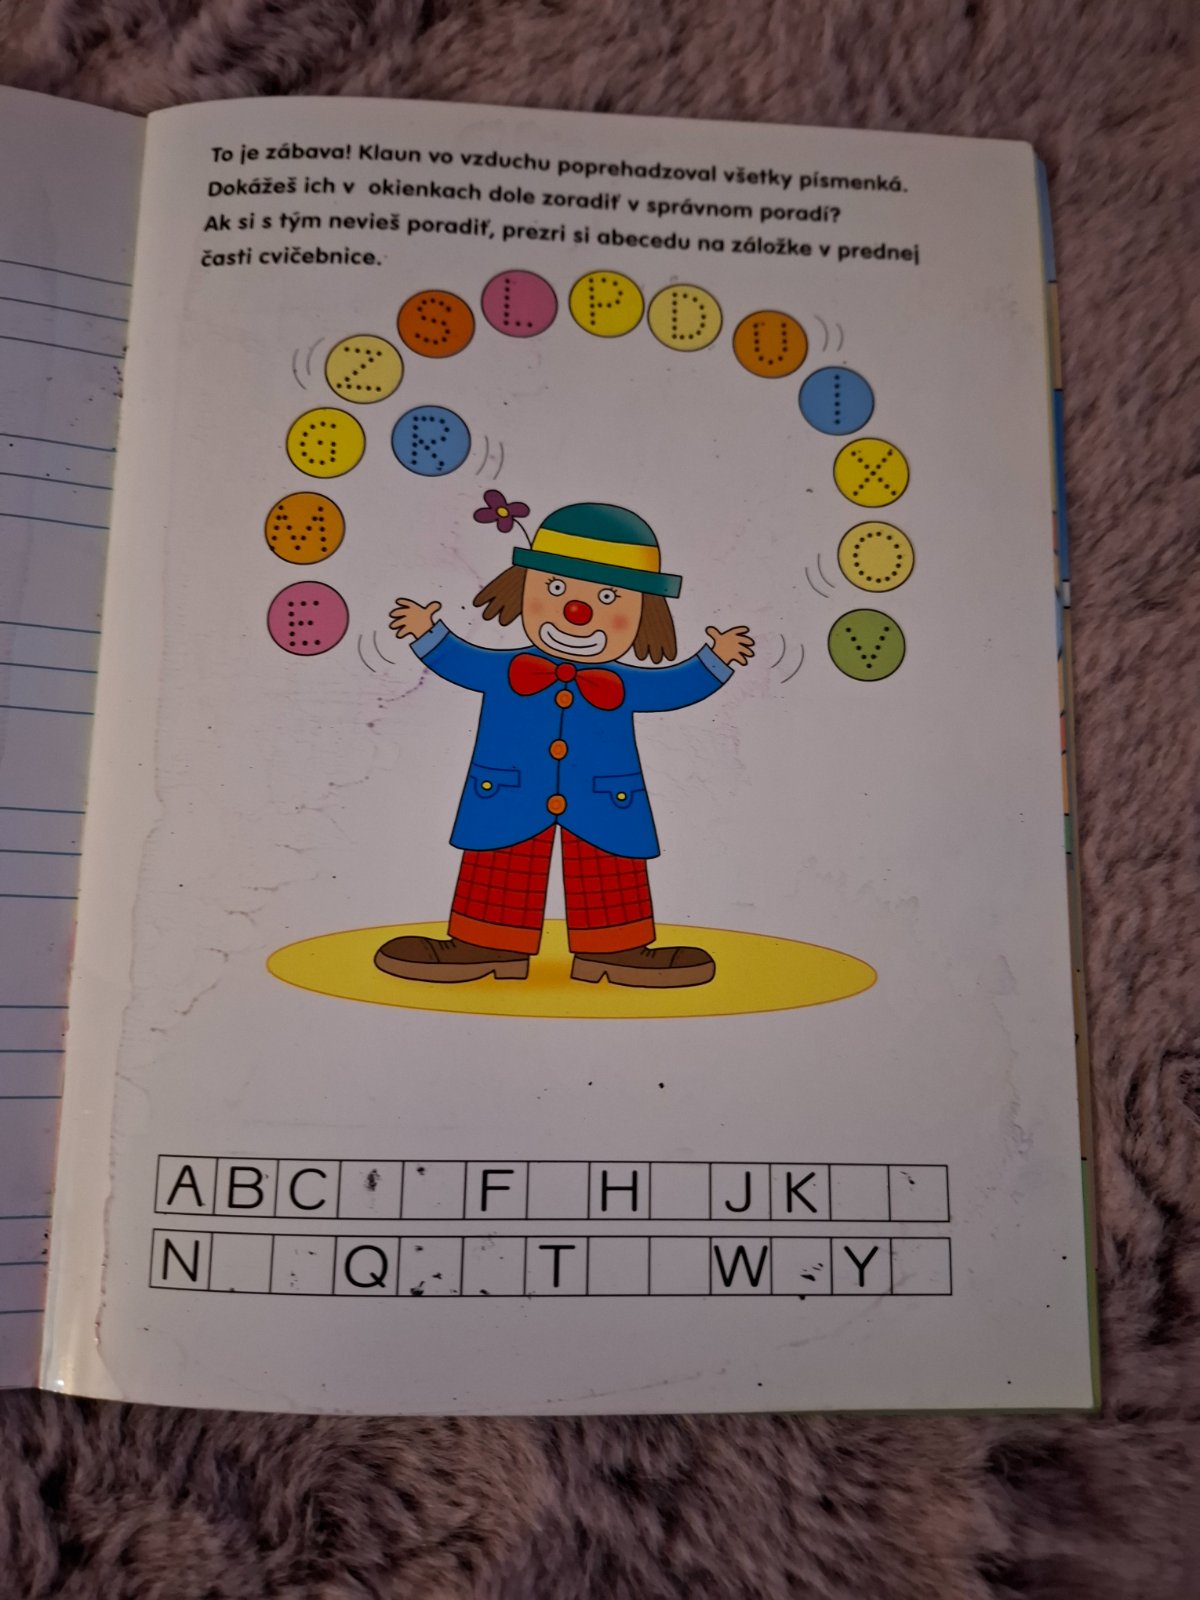 To je zábava! Klaun vo vzduchu poprehadzoval všetky písmenká.
Dokážeš ich v okienkach dole zoradiť v správnom poradí?
Ak si s tým nevieš poradiť, prezri si abecedu na záložke v prednej
časti cvičebnice.
S L P D U
Z I
G R X
M O
E V
A B C F H J K
N Q T W Y